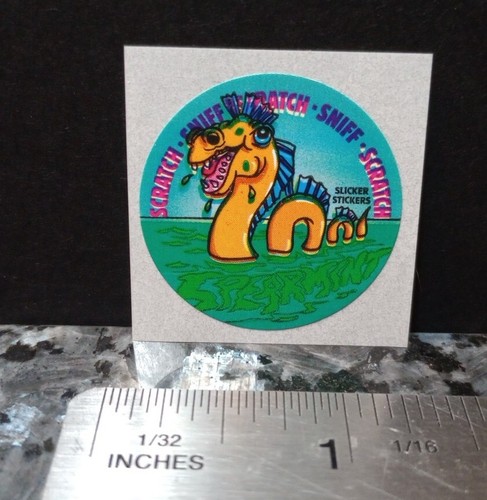 SCRATCH · SNIFF · SCRATCH · SNIFF · SCRATCH
SLICKER
STICKERS
SPEARMINT
1/32
INCHES
1
1/16